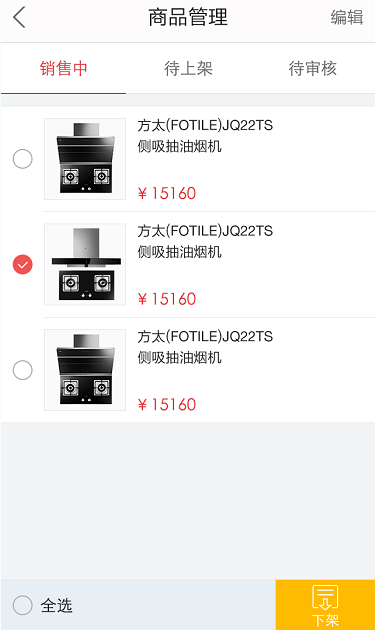 商品管理 编辑
销售中 待上架 待审核
方太(FOTILE)JQ22TS
侧吸抽油烟机
¥ 15160
方太(FOTILE)JQ22TS
侧吸抽油烟机
¥ 15160
方太(FOTILE)JQ22TS
侧吸抽油烟机
¥ 15160
全选 下架